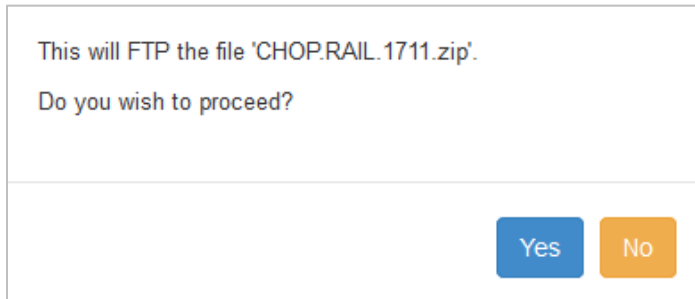 This will FTP the file 'CHOP.RAIL.1711.zip'.
Do you wish to proceed?
Yes
No